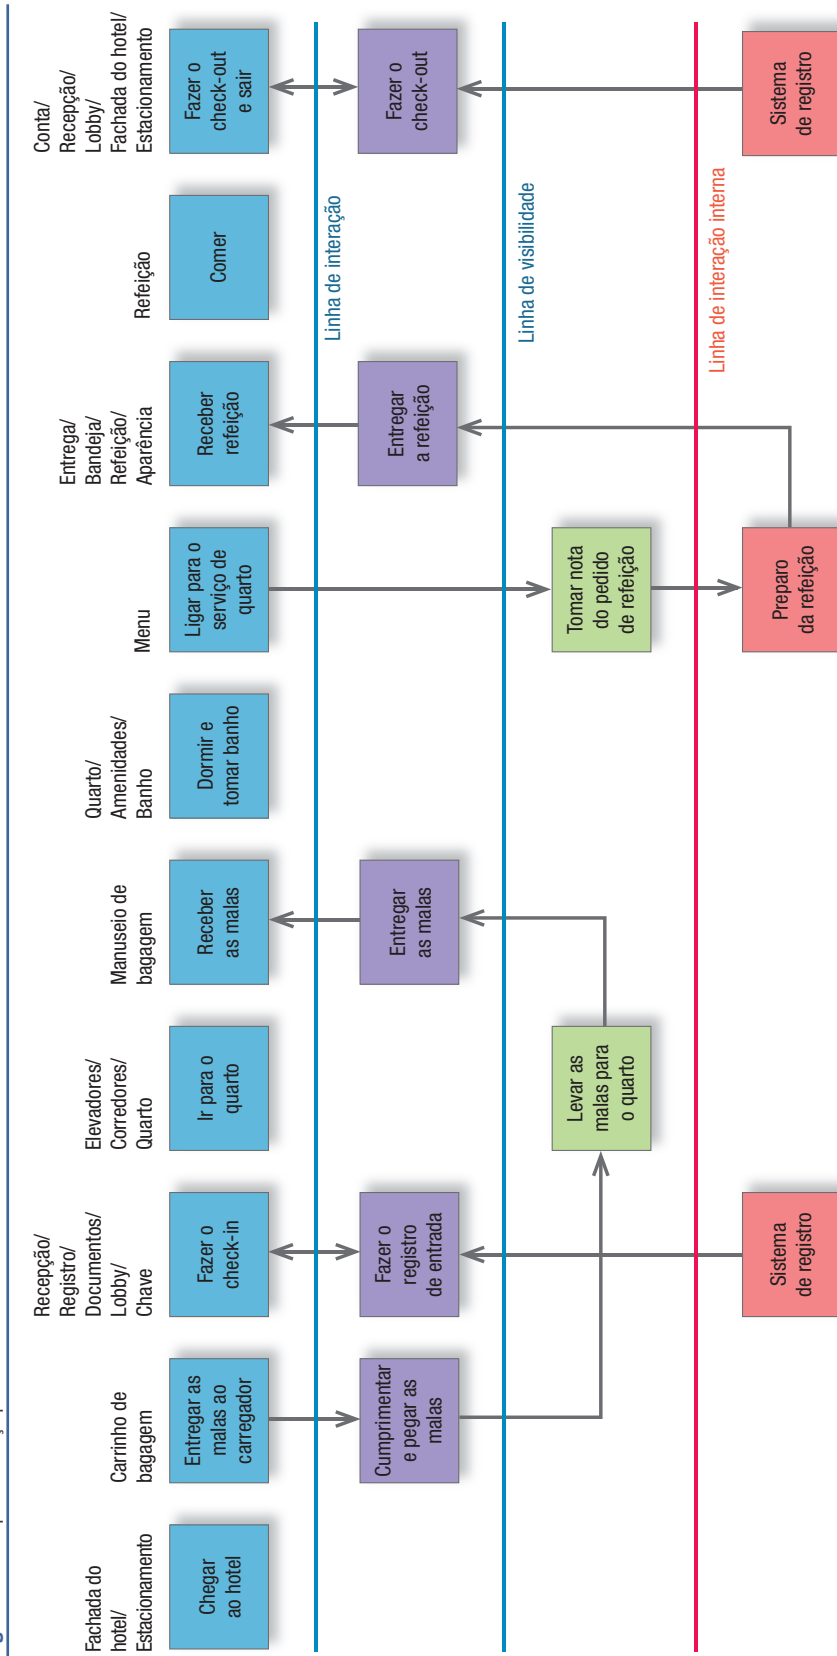 Fachada do
hotel/
Estacionamento
Carrinho de
bagagem
Recepção/
Registro/
Documentos/
Lobby/
Chave
Elevadores/
Corredores/
Quarto
Manuseio de
bagagem
Quarto/
Amenidades/
Banho
Menu
Entrega/
Bandeja/
Refeição/
Aparência
Refeição
Conta/
Recepção/
Lobby/
Fachada do hotel/
Estacionamento
Chegar
ao hotel
Entregar as
malas ao
carregador
Fazer o
check-in
Ir para o
quarto
Receber
as malas
Dormir e
tomar banho
Ligar para o
serviço de
quarto
Receber
refeição
Comer
Fazer o
check-out
e sair
Linha de interação
Cumprimentar
e pegar as
malas
Fazer o
registro
de entrada
Entregar
as malas
Entregar
a refeição
Fazer o
check-out
Linha de visibilidade
Levar as
malas para
o quarto
Tomar nota
do pedido
de refeição
Linha de interação interna
Sistema
de registro
Preparo
da refeição
Sistema
de registro